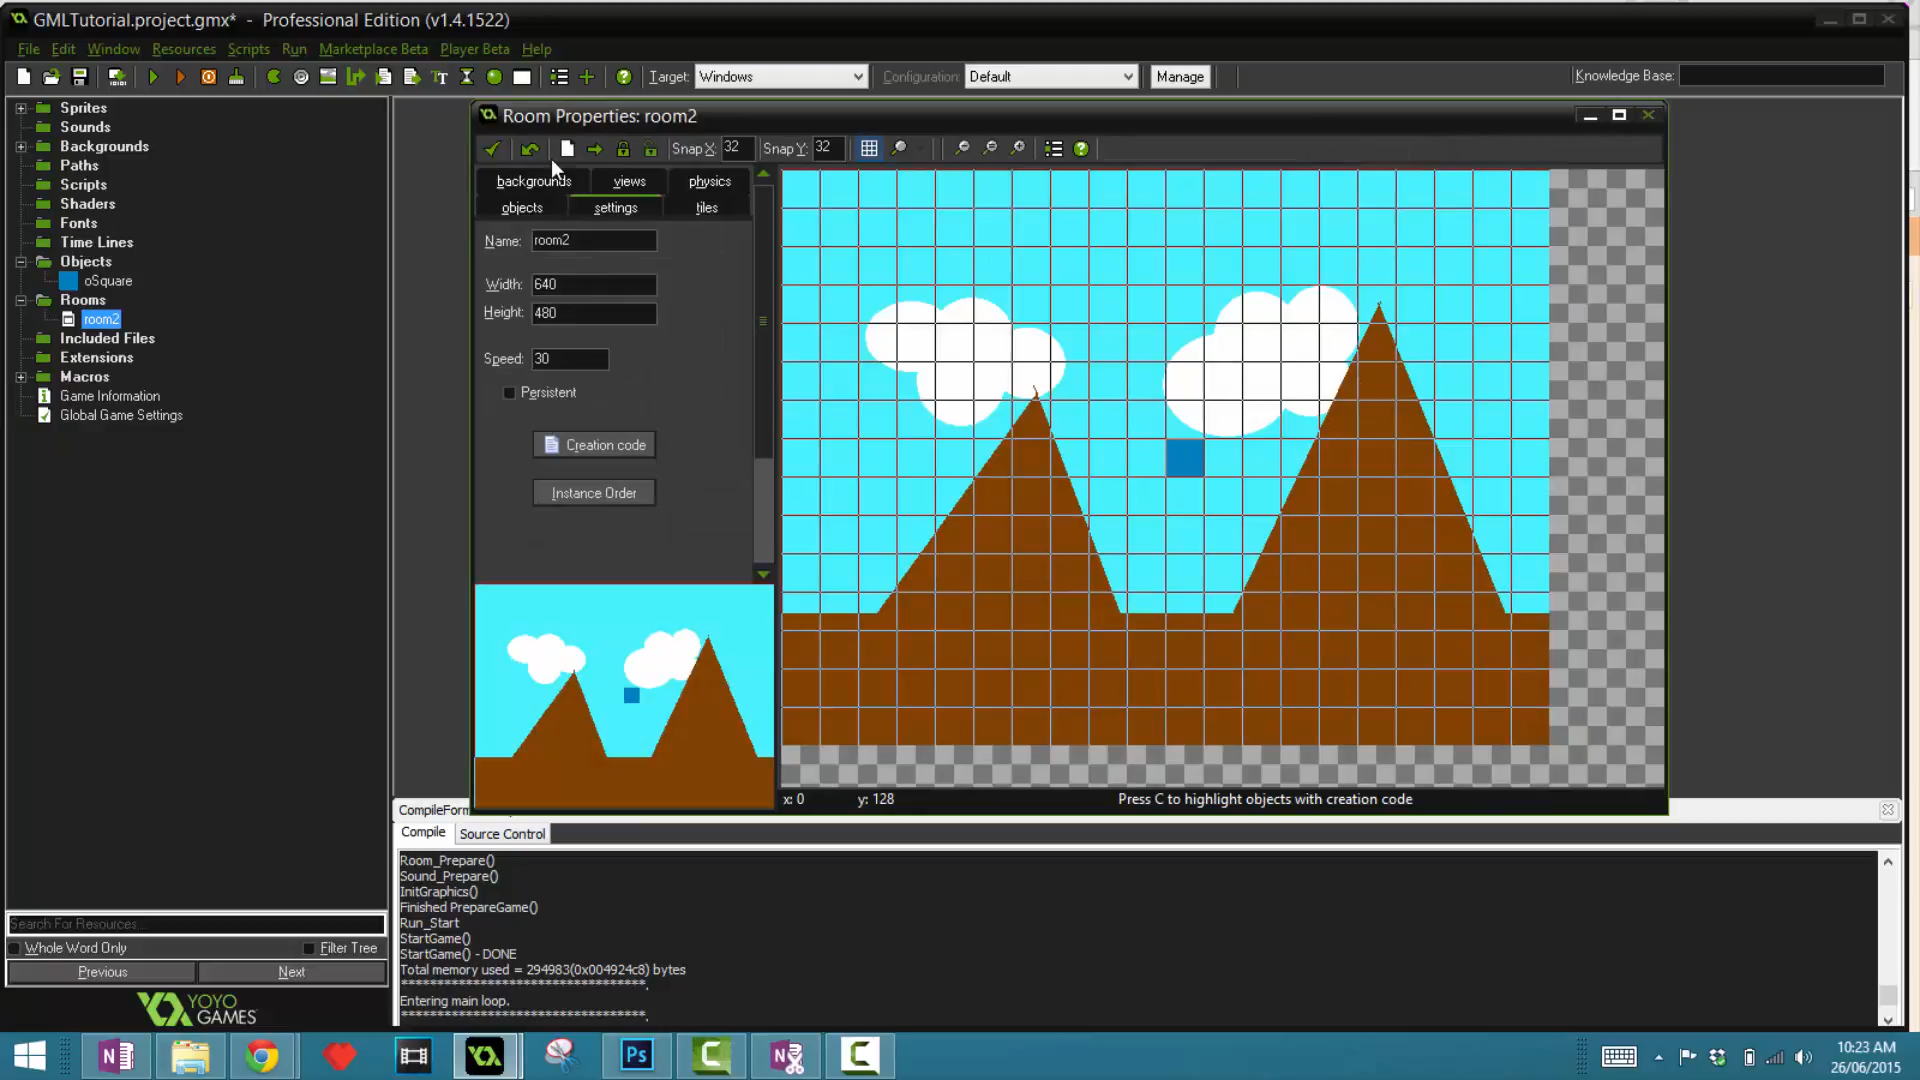 GMLTutorial.project.gmx* - Professional Edition (v1.4.1522)
File Edit Window Resources Scripts Run Marketplace Beta Player Beta Help
Target: Windows Configuration: Default Manage Knowledge Base:
Sprites
Sounds
Backgrounds
Paths
Scripts
Shaders
Fonts
Time Lines
Objects
oSquare
Rooms
room2
Included Files
Extensions
Macros
Game Information
Global Game Settings
Search For Resources...
Whole Word Only Filter Tree
Previous Next
YOYO
GAMES
Room Properties: room2
Snap X: 32 Snap Y: 32
backgrounds views physics
objects settings tiles
Name: room2
Width: 640
Height: 480
Speed: 30
Persistent
Creation code
Instance Order
x: 0 y: 128 Press C to highlight objects with creation code
CompileForm
Compile Source Control
Room_Prepare()
Sound_Prepare()
InitGraphics()
Finished PrepareGame()
Run_Start
StartGame()
StartGame() - DONE
Total memory used = 294983(0x004924c8) bytes
***********************************.
Entering main loop.
***********************************.
Ps
10:23 AM
26/06/2015